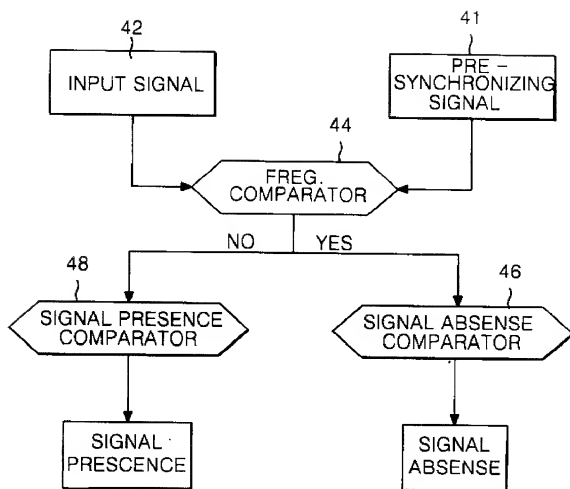 42
INPUT SIGNAL
41
PRE -
SYNCHRONIZING
SIGNAL
44
FREG.
COMPARATOR
NO YES
48
SIGNAL PRESENCE
COMPARATOR
46
SIGNAL ABSENSE
COMPARATOR
SIGNAL
PRESCENCE
SIGNAL
ABSENSE